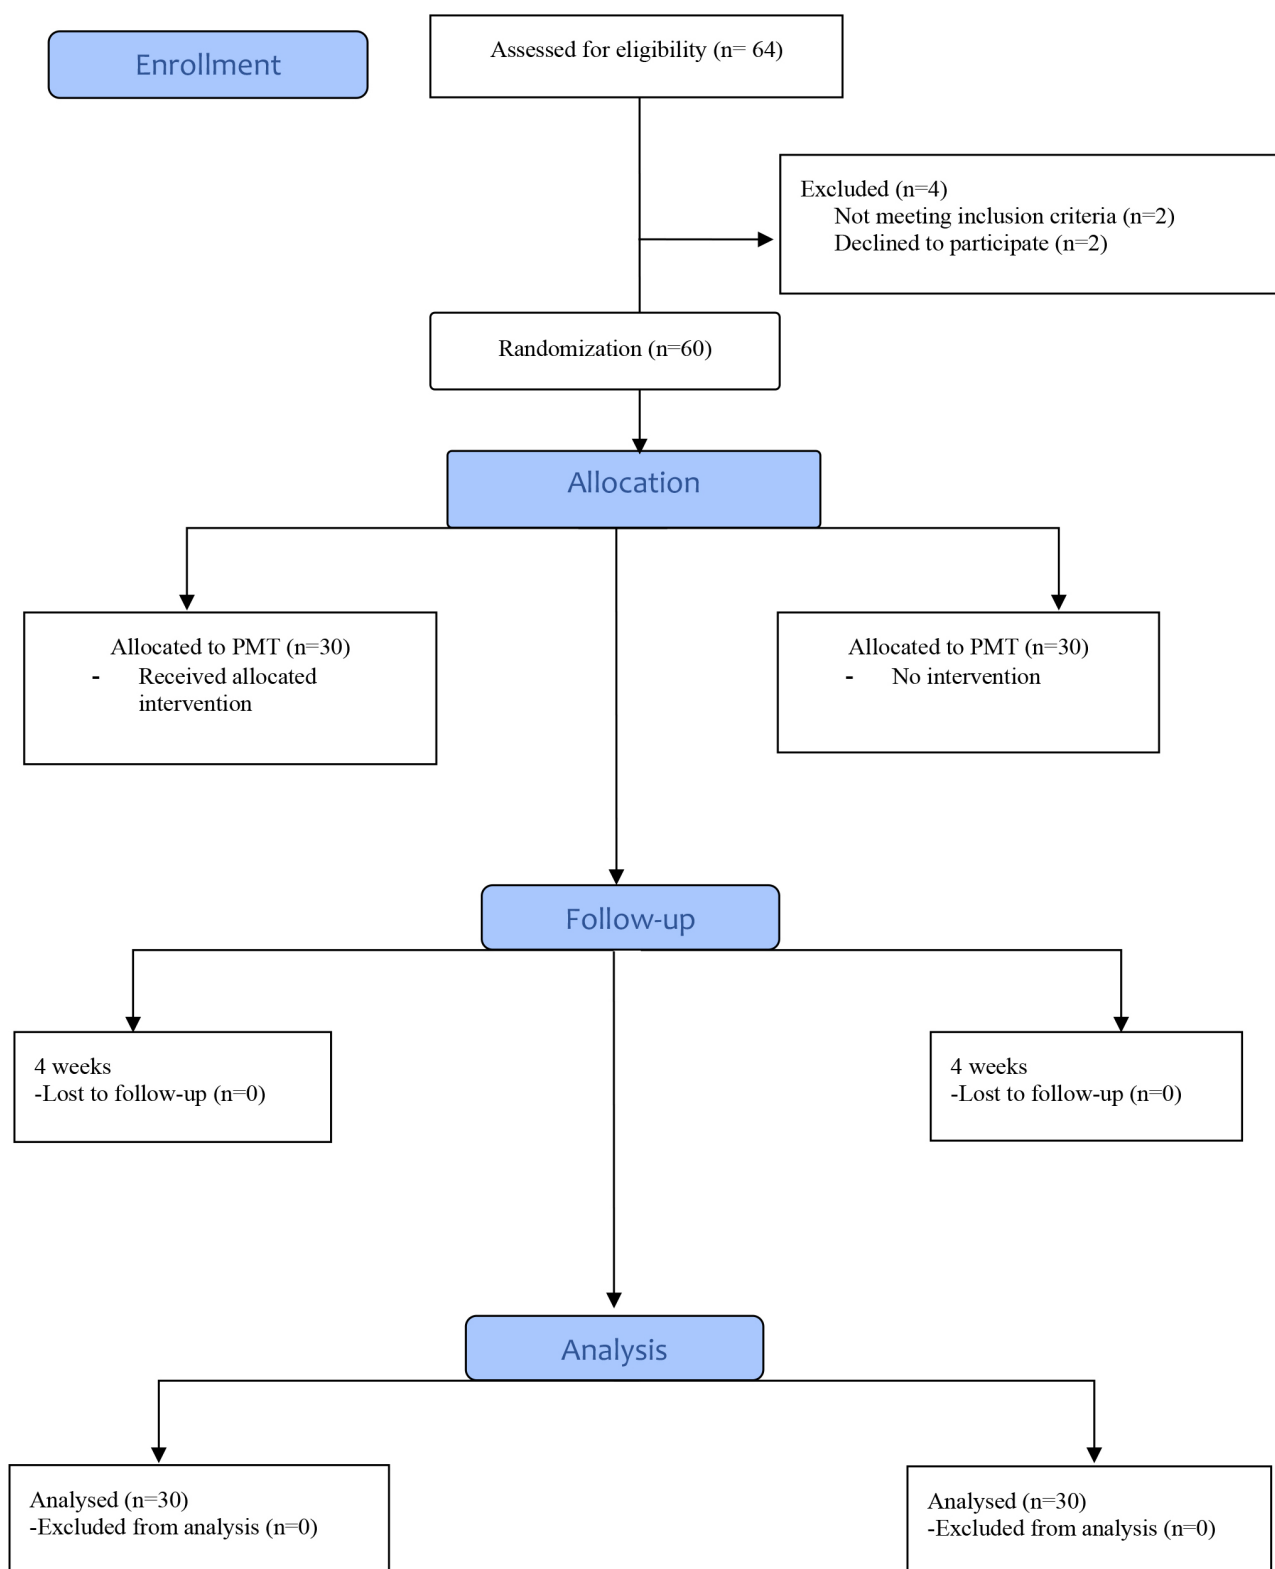 Enrollment
Assessed for eligibility (n= 64)
Excluded (n=4)
Not meeting inclusion criteria (n=2)
Declined to participate (n=2)
Randomization (n=60)
Allocation
Allocated to PMT (n=30)
- Received allocated
intervention
Allocated to PMT (n=30)
- No intervention
Follow-up
4 weeks
-Lost to follow-up (n=0)
4 weeks
-Lost to follow-up (n=0)
Analysis
Analysed (n=30)
-Excluded from analysis (n=0)
Analysed (n=30)
-Excluded from analysis (n=0)